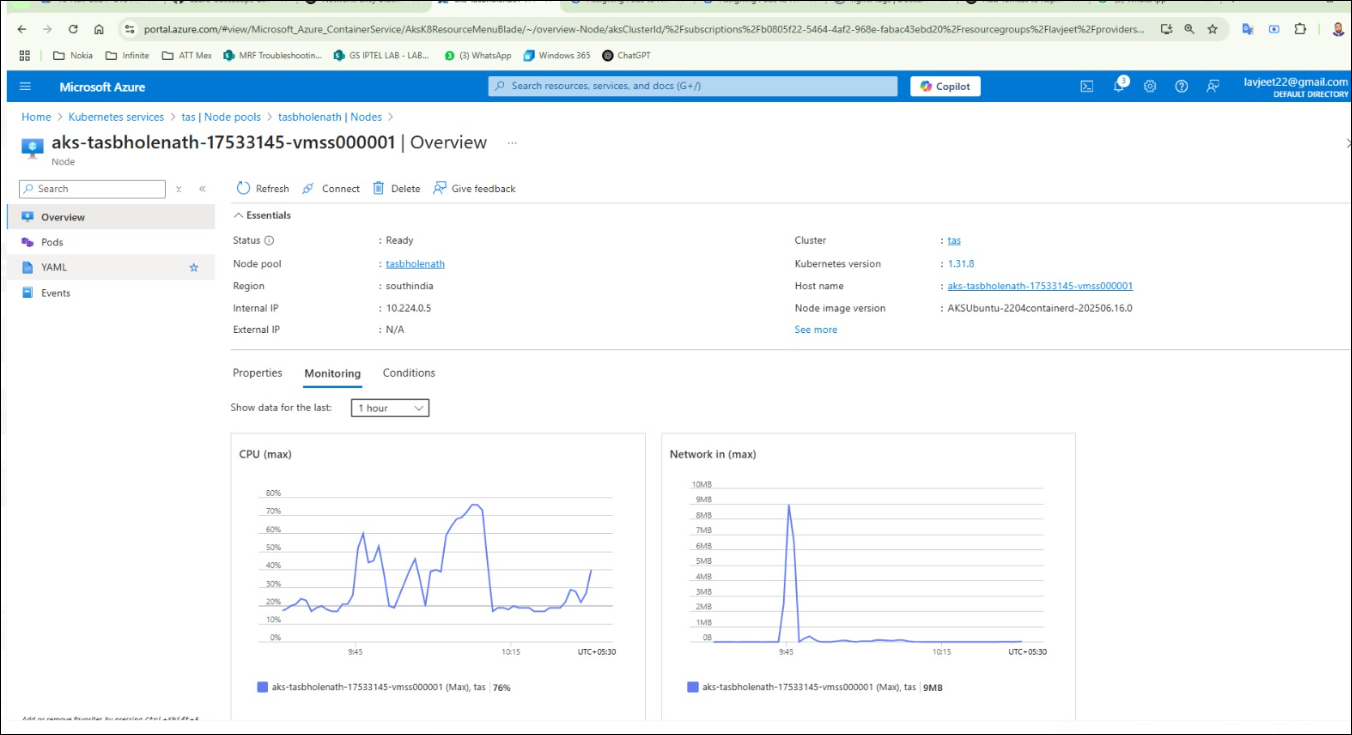 portal.azure.com/#view/Microsoft_Azure_ContainerService/AksK8ResourceMenuBlade/~/overview-Node/aksClusterId/%2Fsubscriptions%2Fb0805f22-5464-4af2-968e-fabac43ebd20%2Fresourcegroups%2Flavjeet%2Fproviders...
Nokia Infinite ATT Mex MRF Troubleshootin... GS IPTEL LAB - LAB... (3) WhatsApp Windows 365 ChatGPT
Microsoft Azure Search resources, services, and docs (G+/) Copilot 3 lavjeet22@gmail.com
DEFAULT DIRECTORY
Home > Kubernetes services > tas | Node pools > tasbholenath | Nodes >
aks-tasbholenath-17533145-vmss000001 | Overview ...
Node
Search Refresh Connect Delete Give feedback
Overview
Pods
YAML
Events
Essentials
Status : Ready
Node pool : tasbholenath
Region : southindia
Internal IP : 10.224.0.5
External IP : N/A
Cluster : tas
Kubernetes version : 1.31.8
Host name : aks-tasbholenath-17533145-vmss000001
Node image version : AKSUbuntu-2204containerd-202506.16.0
See more
Properties Monitoring Conditions
Show data for the last: 1 hour
CPU (max)
80%
70%
60%
50%
40%
30%
20%
10%
0%
9:45 10:15 UTC+05:30
aks-tasbholenath-17533145-vmss000001 (Max), tas | 76%
Network in (max)
10MB
9MB
8MB
7MB
6MB
5MB
4MB
3MB
2MB
1MB
0B
9:45 10:15 UTC+05:30
aks-tasbholenath-17533145-vmss000001 (Max), tas | 9MB